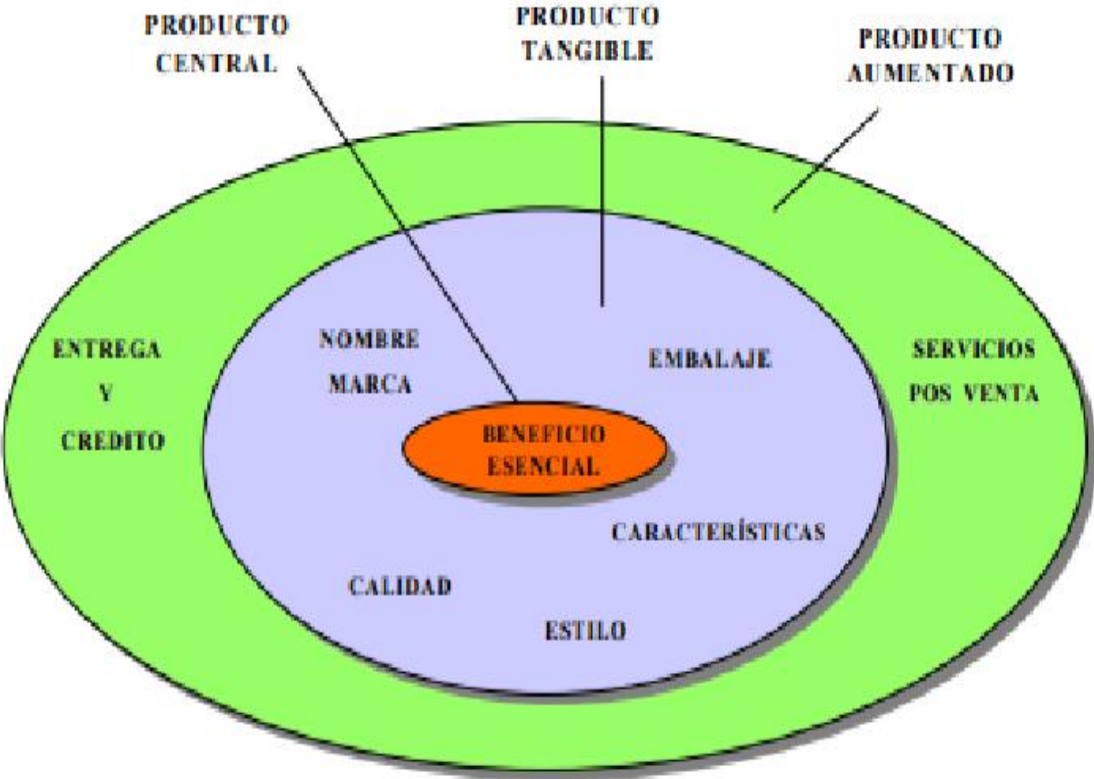 PRODUCTO
CENTRAL
PRODUCTO
TANGIBLE
PRODUCTO
AUMENTADO
ENTREGA
Y
CREDITO
NOMBRE
MARCA
EMBALAJE
SERVICIOS
POS VENTA
BENEFICIO
ESENCIAL
CARACTERÍSTICAS
CALIDAD
ESTILO